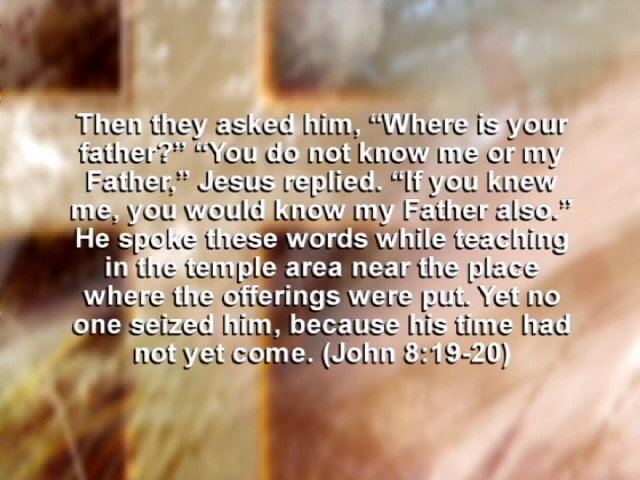 Then they asked him, “Where is your
father?” “You do not know me or my
Father,” Jesus replied. “If you knew
me, you would know my Father also.”
He spoke these words while teaching
in the temple area near the place
where the offerings were put. Yet no
one seized him, because his time had
not yet come. (John 8:19-20)